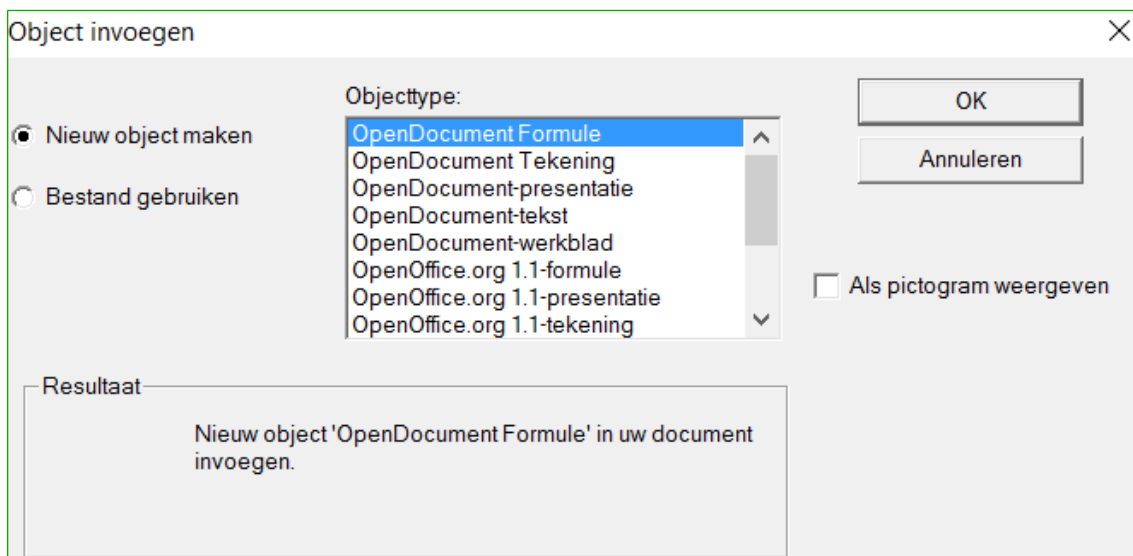 Object invoegen
Objecttype:
Nieuw object maken
Bestand gebruiken
OpenDocument Formule
OpenDocument Tekening
OpenDocument-presentatie
OpenDocument-tekst
OpenDocument-werkblad
OpenOffice.org 1.1-formule
OpenOffice.org 1.1-presentatie
OpenOffice.org 1.1-tekening
OK
Annuleren
Als pictogram weergeven
Resultaat
Nieuw object 'OpenDocument Formule' in uw document
invoegen.